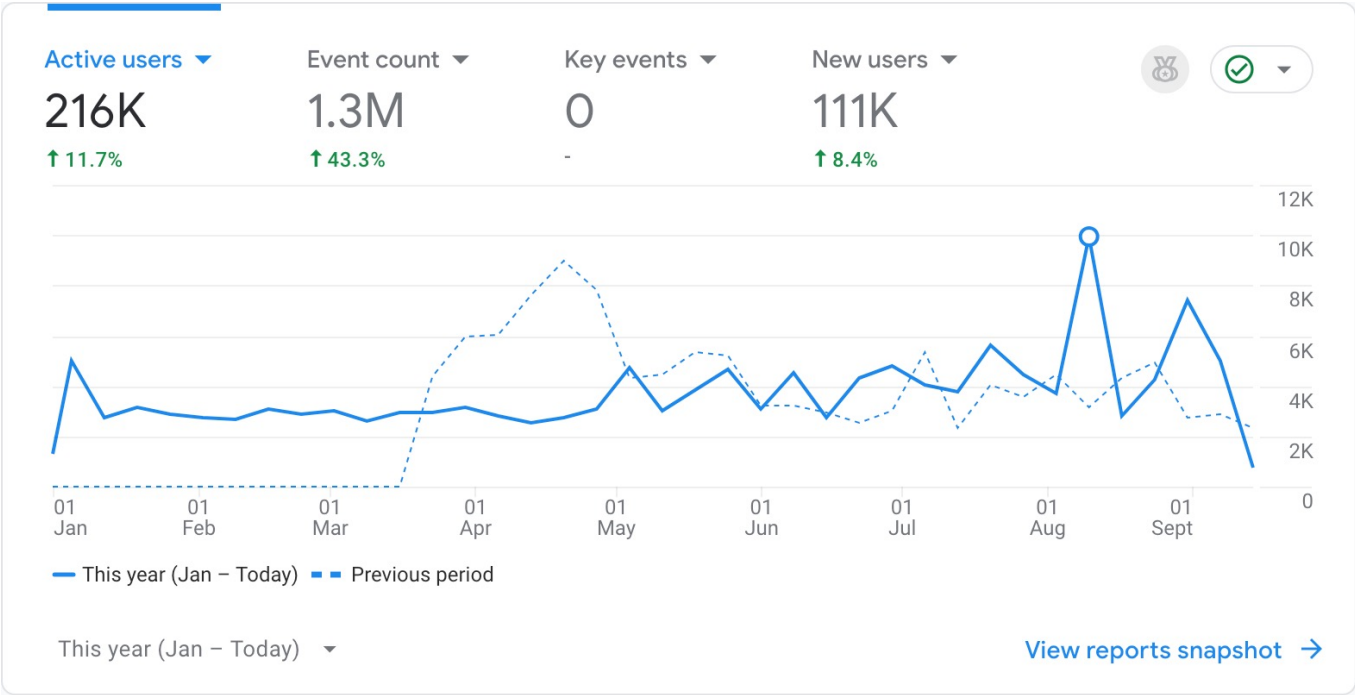 Active users Event count Key events New users
216K 1.3M 0 111K
11.7% 43.3% - 8.4%
12K
10K
8K
6K
4K
2K
0
01 01 01 01 01 01 01 01 01
Jan Feb Mar Apr May Jun Jul Aug Sept
This year (Jan – Today) Previous period
This year (Jan – Today) View reports snapshot